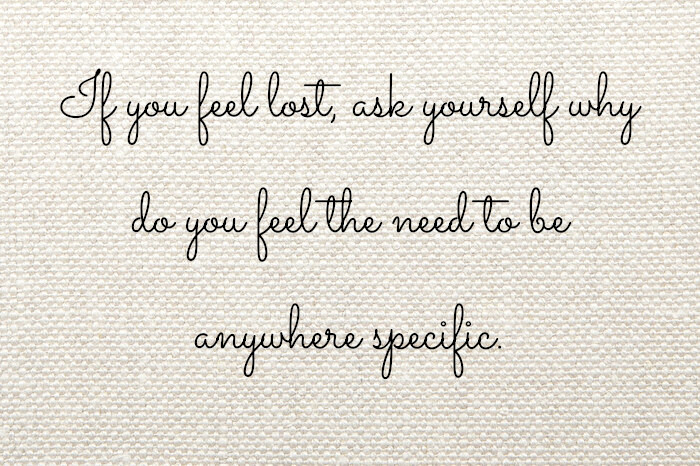 If you feel lost, ask yourself why
do you feel the need to be
anywhere specific.